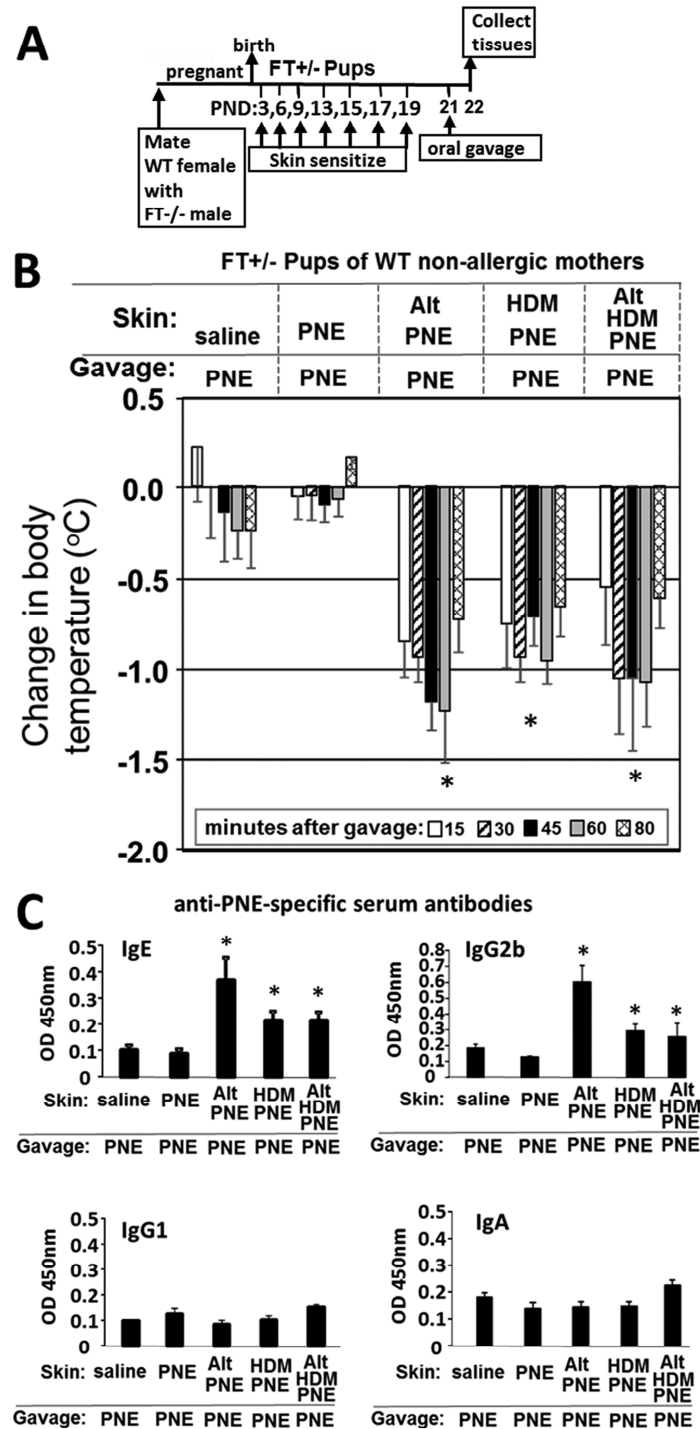 A
Collect
tissues
birth
pregnant
FT+/- Pups
PND:3,6,9,13,15,17,19
21 22
Mate
WT female
with
FT-/- male
Skin sensitize
oral gavage
B
FT+/- Pups of WT non-allergic mothers
Skin: saline PNE Alt PNE HDM PNE Alt HDM PNE
Gavage: PNE PNE PNE PNE PNE
Change in body
temperature (ºC)
0.5
0.0
-0.5
-1.0
-1.5
-2.0
* * *
minutes after gavage: 15 30 45 60 80
C
anti-PNE-specific serum antibodies
IgE
OD 450nm
0.5
0.4
0.3
0.2
0.1
0
* * *
Skin: saline PNE Alt PNE HDM PNE Alt HDM PNE
Gavage: PNE PNE PNE PNE PNE
IgG2b
OD 450nm
0.8
0.7
0.6
0.5
0.4
0.3
0.2
0.1
0
* * *
Skin: saline PNE Alt PNE HDM PNE Alt HDM PNE
Gavage: PNE PNE PNE PNE PNE
IgG1
OD 450nm
0.5
0.4
0.3
0.2
0.1
0
Skin: saline PNE Alt PNE HDM PNE Alt HDM PNE
Gavage: PNE PNE PNE PNE PNE
IgA
OD 450nm
0.5
0.4
0.3
0.2
0.1
0
Skin: saline PNE Alt PNE HDM PNE Alt HDM PNE
Gavage: PNE PNE PNE PNE PNE